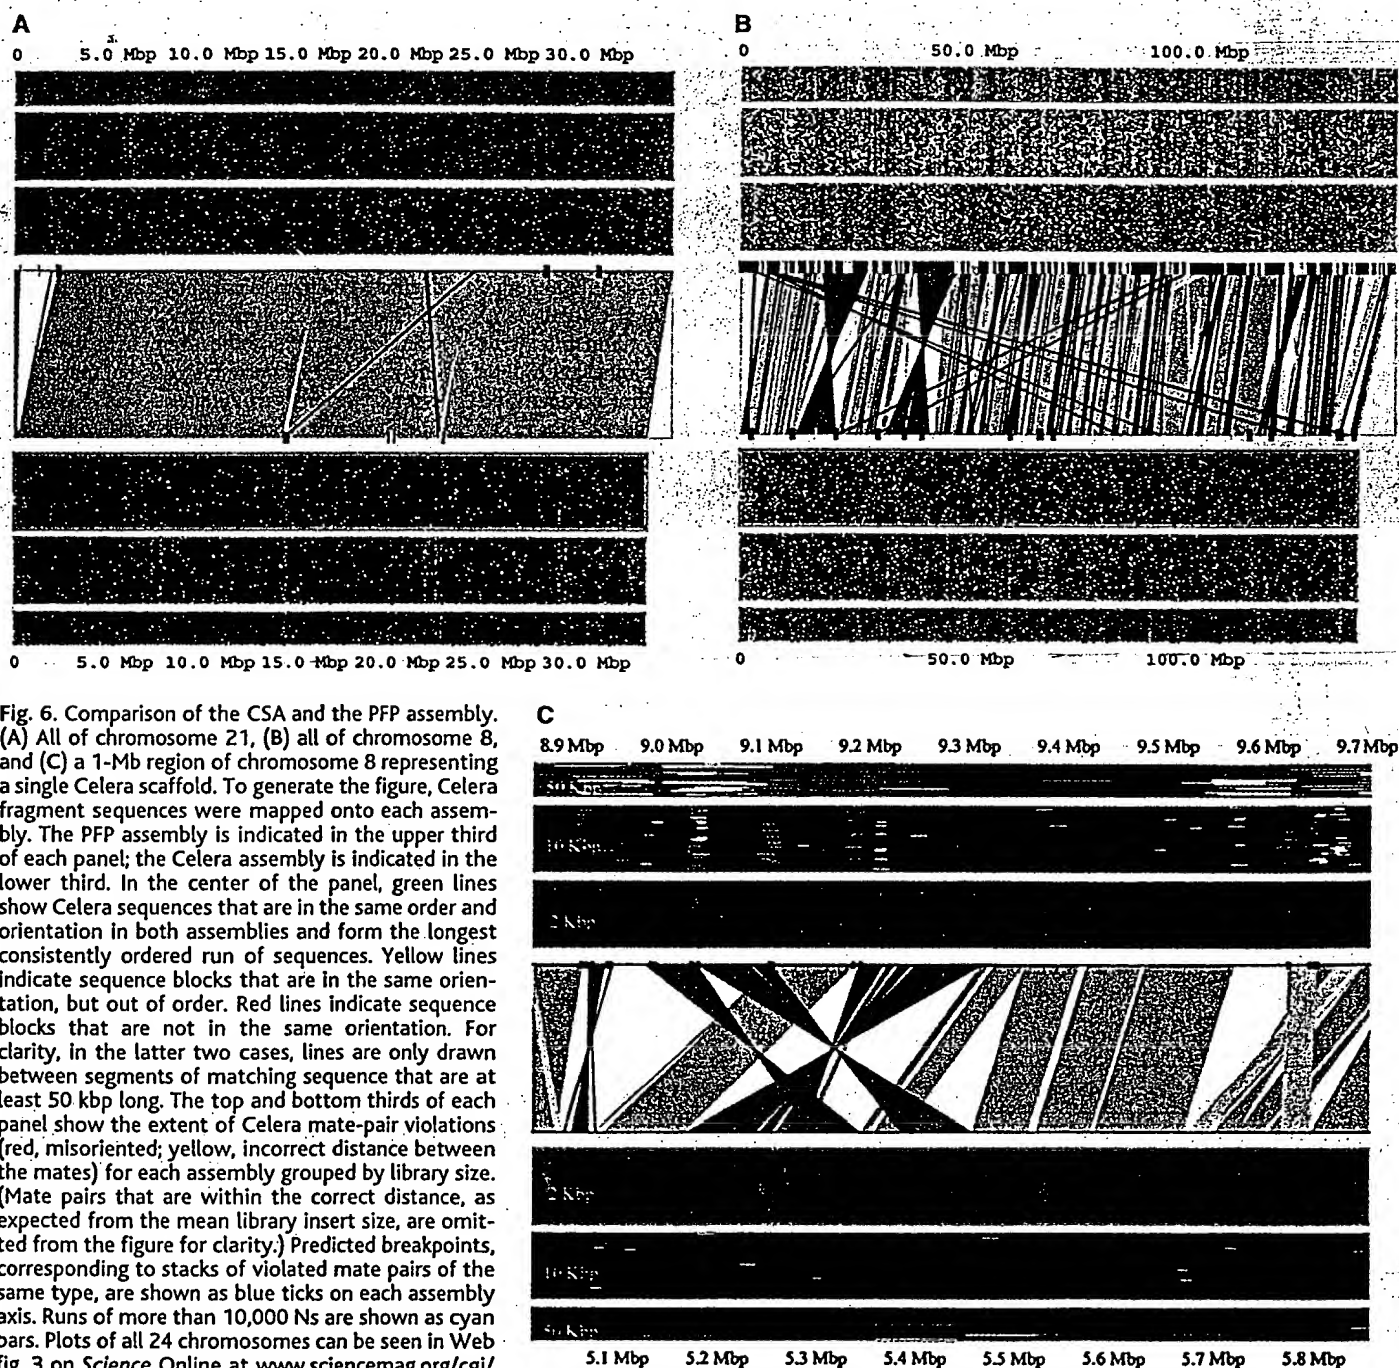 A
0 5.0 Mbp 10.0 Mbp 15.0 Mbp 20.0 Mbp 25.0 Mbp 30.0 Mbp
B
0 50.0 Mbp 100.0 Mbp
0 5.0 Mbp 10.0 Mbp 15.0 Mbp 20.0 Mbp 25.0 Mbp 30.0 Mbp
0 50.0 Mbp 100.0 Mbp
Fig. 6. Comparison of the CSA and the PFP assembly.
(A) All of chromosome 21, (B) all of chromosome 8,
and (C) a 1-Mb region of chromosome 8 representing
a single Celera scaffold. To generate the figure, Celera
fragment sequences were mapped onto each assem-
bly. The PFP assembly is indicated in the upper third
of each panel; the Celera assembly is indicated in the
lower third. In the center of the panel, green lines
show Celera sequences that are in the same order and
orientation in both assemblies and form the longest
consistently ordered run of sequences. Yellow lines
indicate sequence blocks that are in the same orien-
tation, but out of order. Red lines indicate sequence
blocks that are not in the same orientation. For
clarity, in the latter two cases, lines are only drawn
between segments of matching sequence that are at
least 50 kbp long. The top and bottom thirds of each
panel show the extent of Celera mate-pair violations
(red, misoriented; yellow, incorrect distance between
the mates) for each assembly grouped by library size.
(Mate pairs that are within the correct distance, as
expected from the mean library insert size, are omit-
ted from the figure for clarity.) Predicted breakpoints,
corresponding to stacks of violated mate pairs of the
same type, are shown as blue ticks on each assembly
axis. Runs of more than 10,000 Ns are shown as cyan
bars. Plots of all 24 chromosomes can be seen in Web
fig. 3 on Science Online at www.sciencemag.org/cgi/
C
8.9 Mbp 9.0 Mbp 9.1 Mbp 9.2 Mbp 9.3 Mbp 9.4 Mbp 9.5 Mbp 9.6 Mbp 9.7 Mbp
50 Kbp
10 Kbp
2 Kbp
2 Kbp
10 Kbp
50 Kbp
5.1 Mbp 5.2 Mbp 5.3 Mbp 5.4 Mbp 5.5 Mbp 5.6 Mbp 5.7 Mbp 5.8 Mbp